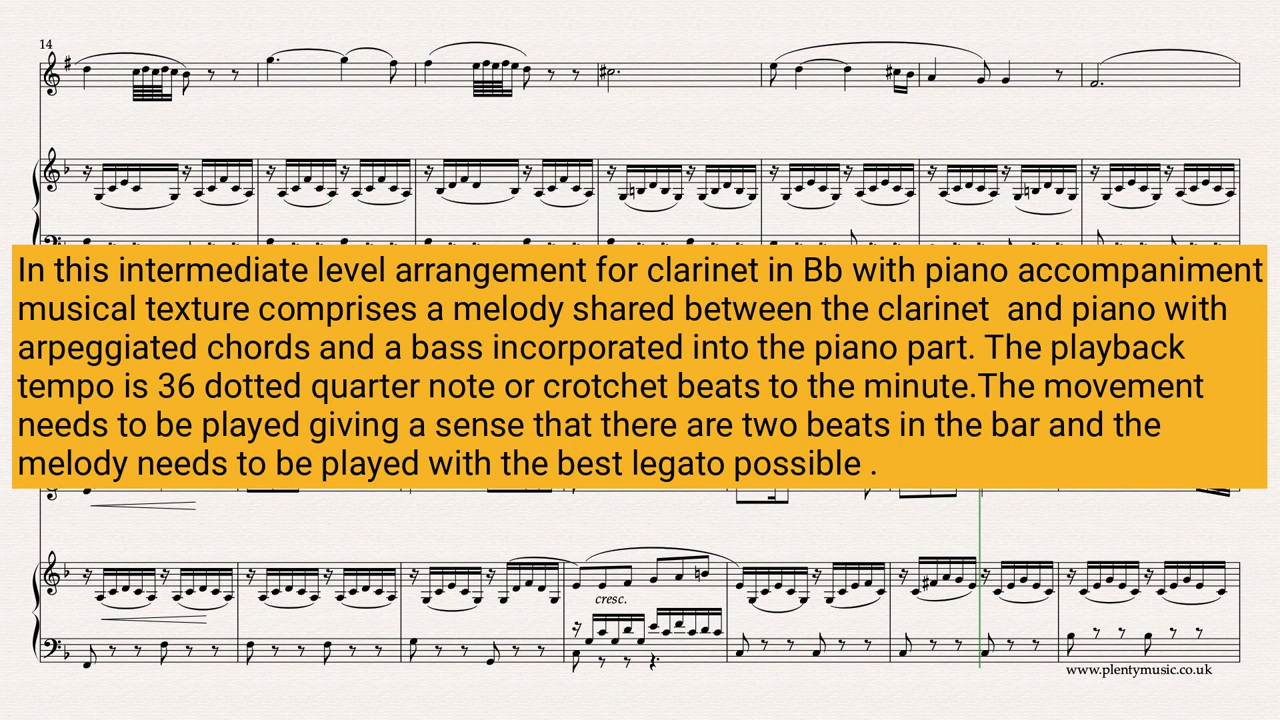 14
In this intermediate level arrangement for clarinet in Bb with piano accompaniment
musical texture comprises a melody shared between the clarinet  and piano with
arpeggiated chords and a bass incorporated into the piano part. The playback
tempo is 36 dotted quarter note or crotchet beats to the minute.The movement
needs to be played giving a sense that there are two beats in the bar and the
melody needs to be played with the best legato possible .
cresc.
www.plentymusic.co.uk